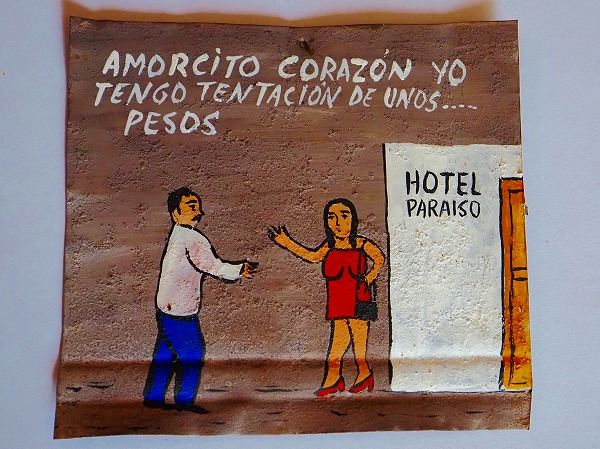 AMORCITO CORAZÓN YO
TENGO TENTACIÓN DE UNOS....
PESOS
HOTEL
PARAISO